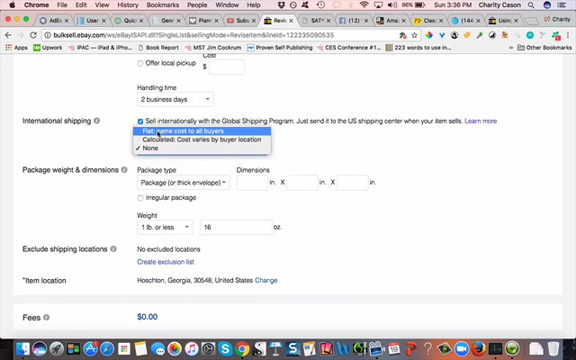 Chrome File Edit View History Bookmarks People Window Help
Sun 3:36 PM Charity Cason
bulksell.ebay.com/ws/eBayISAPI.dll?SingleList&sellingMode=ReviseItem&lineId=122235090535
Apps Upwork iPAC iPad in the Prof Book Report MST Jim Cockrum Proven Self Publishing CES Conference #1 223 words to use in Other Bookmarks
Cost
Offer local pickup
$
Handling time
2 business days
International shipping
Sell internationally with the Global Shipping Program. Just send it to the US shipping center when your item sells. Learn more
Flat: same cost to all buyers
Calculated: Cost varies by buyer location
✓ None
Package weight & dimensions
Package type Dimensions
Package (or thick envelope) X X in.
Irregular package
Weight
1 lb. or less 16 oz.
Exclude shipping locations
No excluded locations
Create exclusion list
*Item location
Hoschton, Georgia, 30548, United States Change
Fees
$0.00